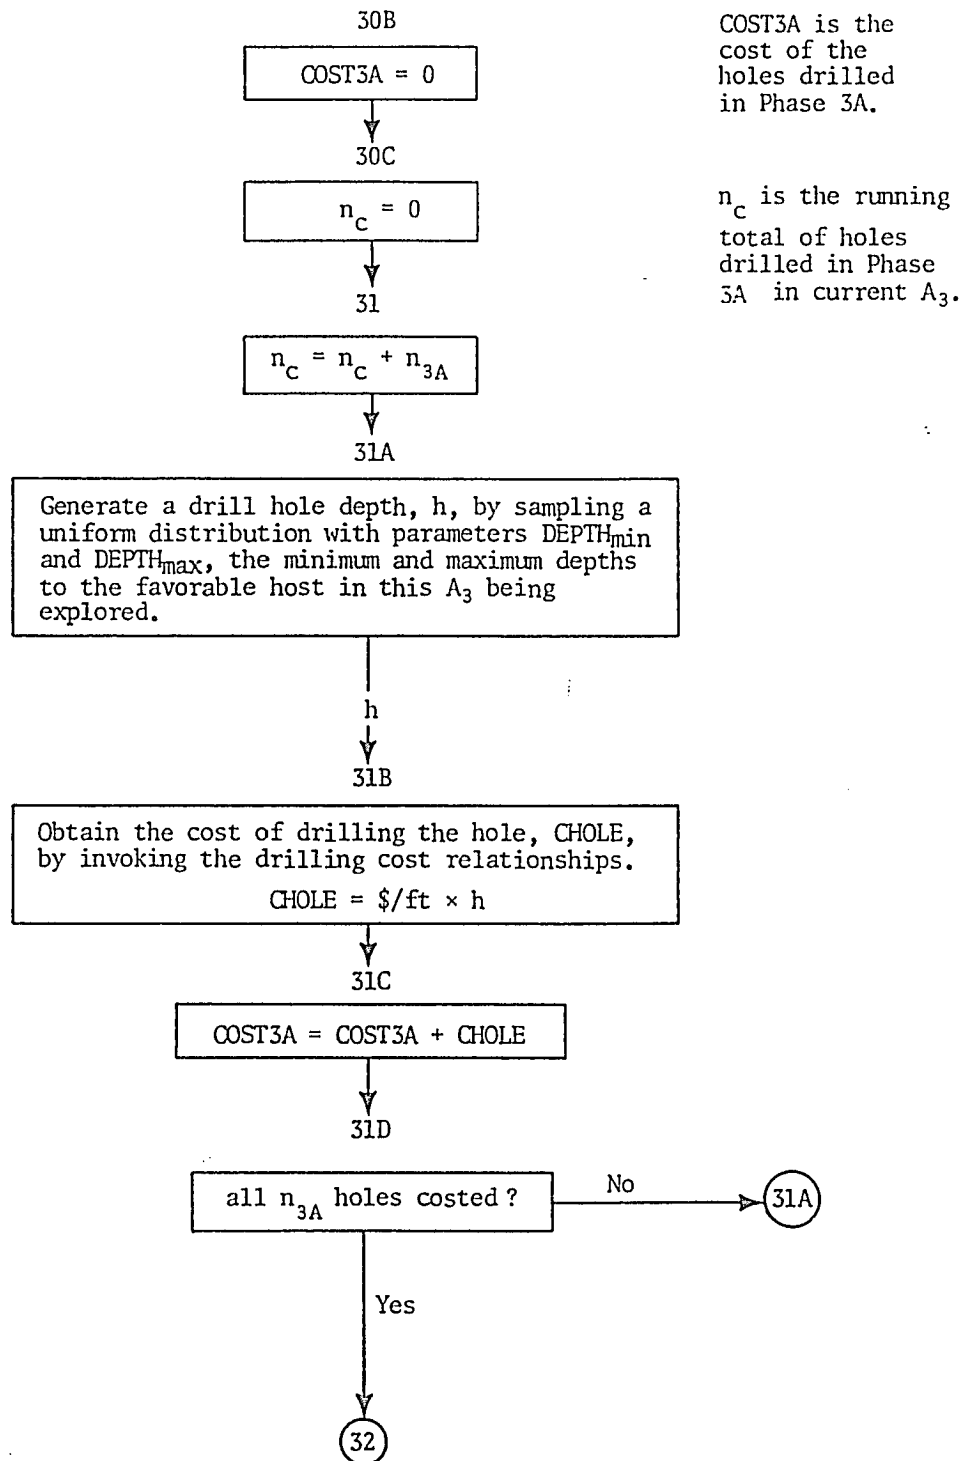 30B
COST3A = 0
COST3A is the
cost of the
holes drilled
in Phase 3A.
30C
n_c = 0
n_c is the running
total of holes
drilled in Phase
3A in current A₃.
31
n_c = n_c + n_3A
31A
Generate a drill hole depth, h, by sampling a
uniform distribution with parameters DEPTH_min
and DEPTH_max, the minimum and maximum depths
to the favorable host in this A₃ being
explored.
h
31B
Obtain the cost of drilling the hole, CHOLE,
by invoking the drilling cost relationships.
CHOLE = $/ft × h
31C
COST3A = COST3A + CHOLE
31D
all n_3A holes costed ?
No
31A
Yes
32